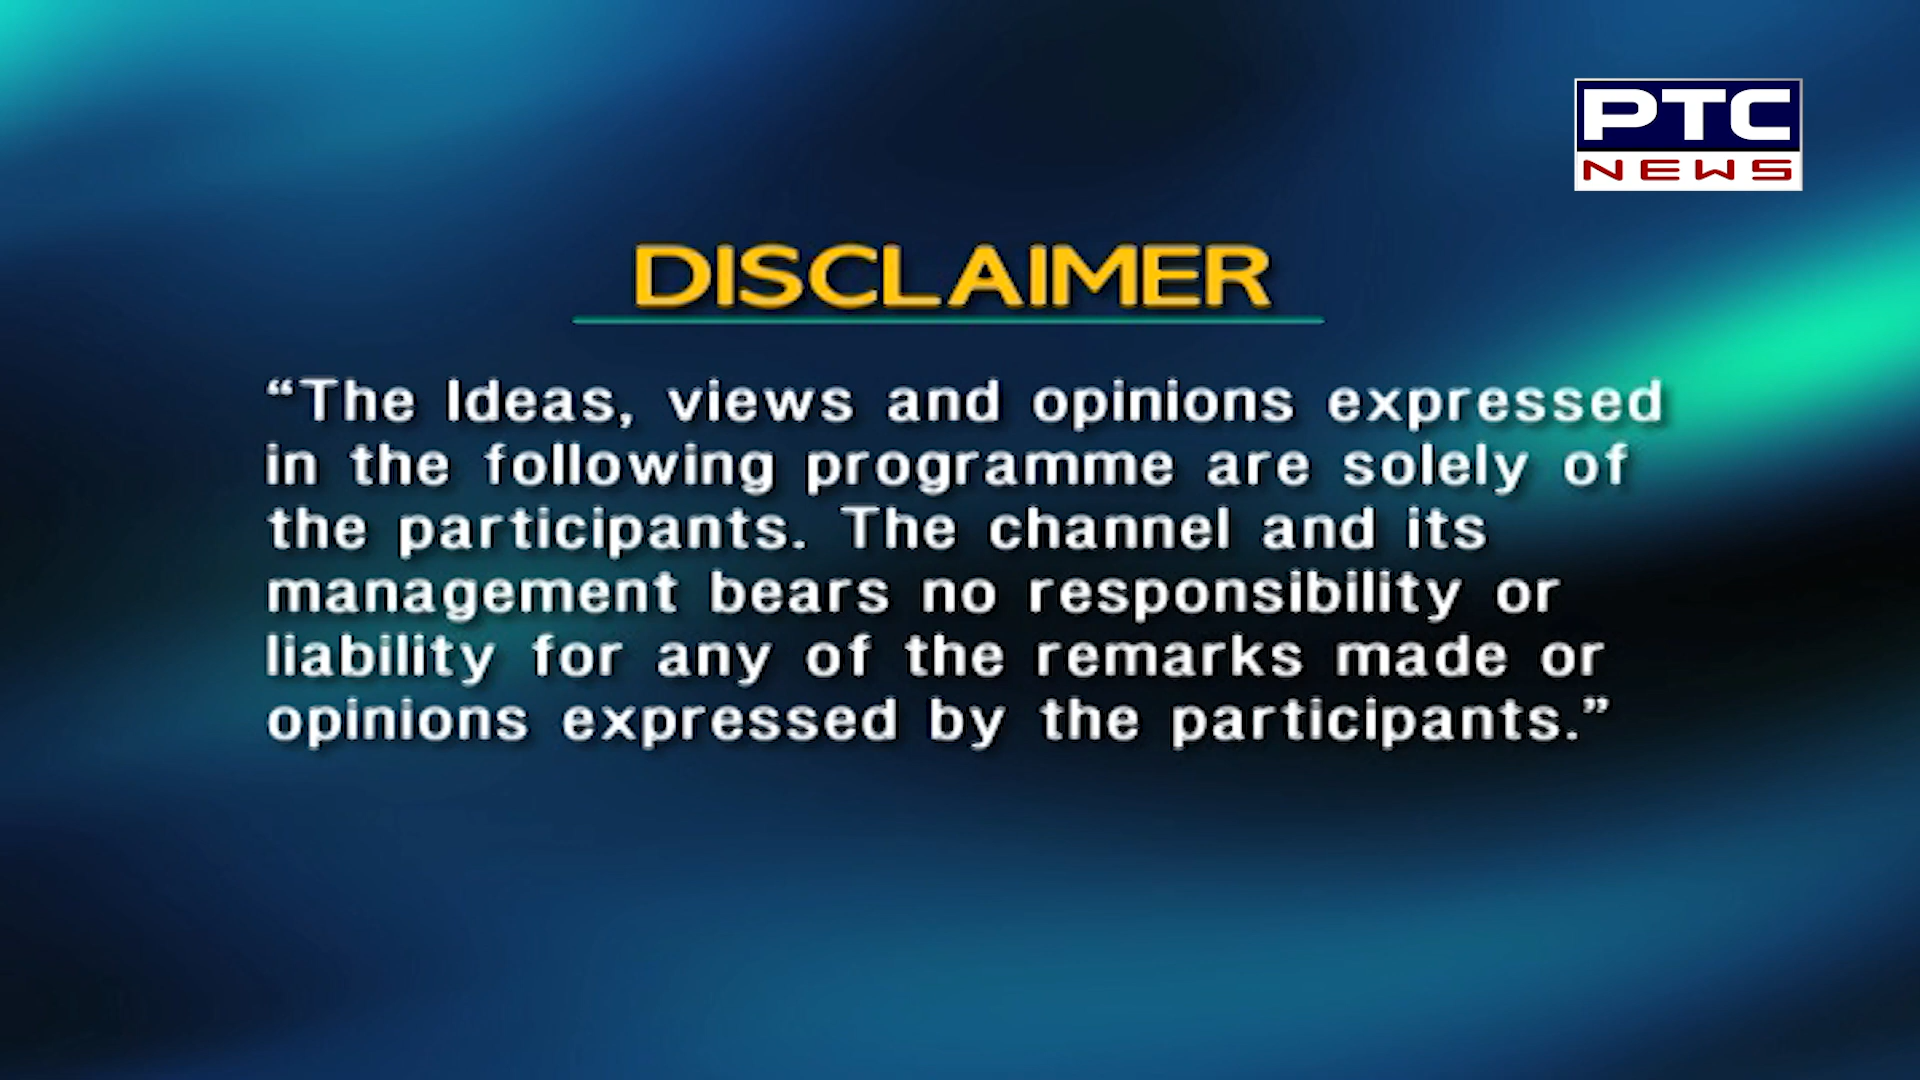 PTC
NEWS
DISCLAIMER
“The Ideas, views and opinions expressed
in the following programme are solely of
the participants. The channel and its
management bears no responsibility or
liability for any of the remarks made or
opinions expressed by the participants.”